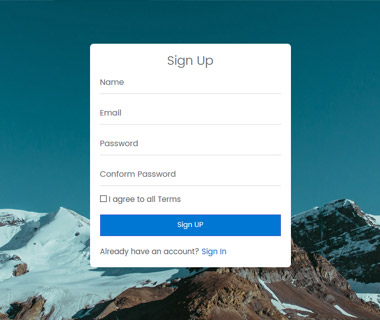 Sign Up
Name
Email
Password
Conform Password
I agree to all Terms
Sign UP
Already have an account? Sign In